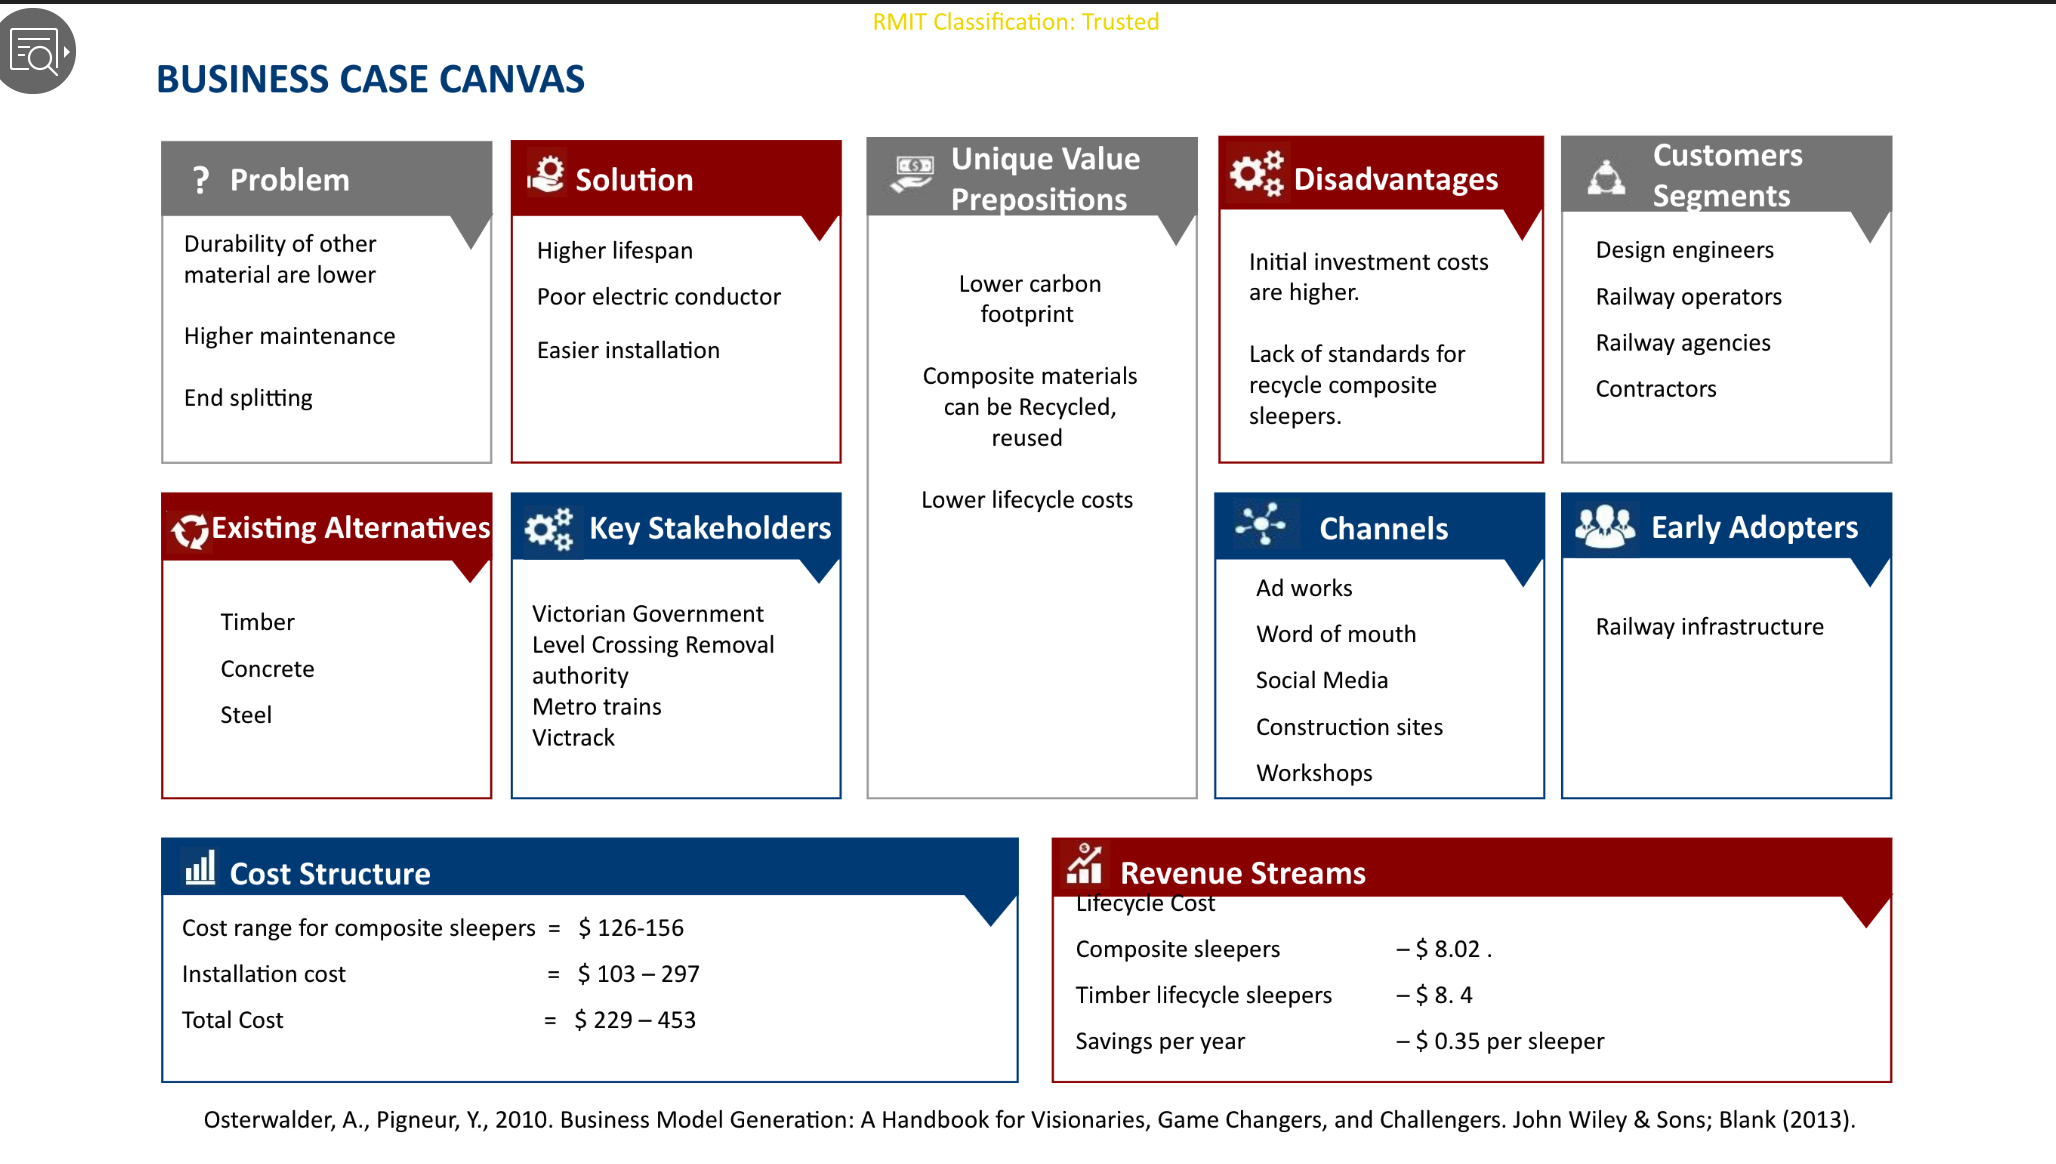 RMIT Classification: Trusted
BUSINESS CASE CANVAS
? Problem
Durability of other
material are lower
Higher maintenance
End splitting
Solution
Higher lifespan
Poor electric conductor
Easier installation
Unique Value
Prepositions
Lower carbon
footprint
Composite materials
can be Recycled,
reused
Lower lifecycle costs
Disadvantages
Initial investment costs
are higher.
Lack of standards for
recycle composite
sleepers.
Customers
Segments
Design engineers
Railway operators
Railway agencies
Contractors
Existing Alternatives
Timber
Concrete
Steel
Key Stakeholders
Victorian Government
Level Crossing Removal
authority
Metro trains
Victrack
Channels
Ad works
Word of mouth
Social Media
Construction sites
Workshops
Early Adopters
Railway infrastructure
Cost Structure
Cost range for composite sleepers = $ 126-156
Installation cost = $ 103 – 297
Total Cost = $ 229 – 453
Revenue Streams
Lifecycle Cost
Composite sleepers – $ 8.02 .
Timber lifecycle sleepers – $ 8. 4
Savings per year – $ 0.35 per sleeper
Osterwalder, A., Pigneur, Y., 2010. Business Model Generation: A Handbook for Visionaries, Game Changers, and Challengers. John Wiley & Sons; Blank (2013).